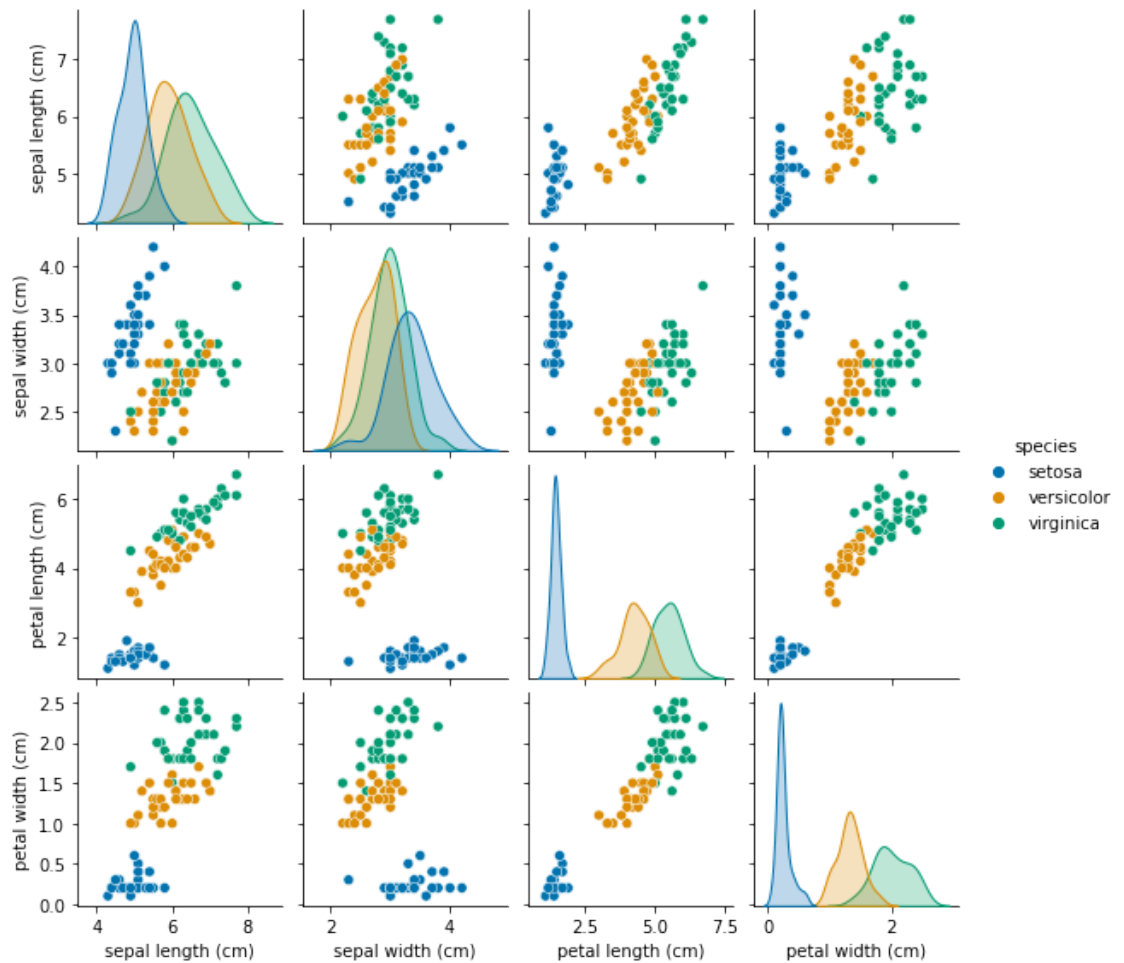 sepal length (cm)
7
6
5
sepal width (cm)
4.0
3.5
3.0
2.5
species
setosa
versicolor
virginica
petal length (cm)
6
4
2
petal width (cm)
2.5
2.0
1.5
1.0
0.5
0.0
4 6 8
2 4
2.5 5.0 7.5
0 2
sepal length (cm)
sepal width (cm)
petal length (cm)
petal width (cm)